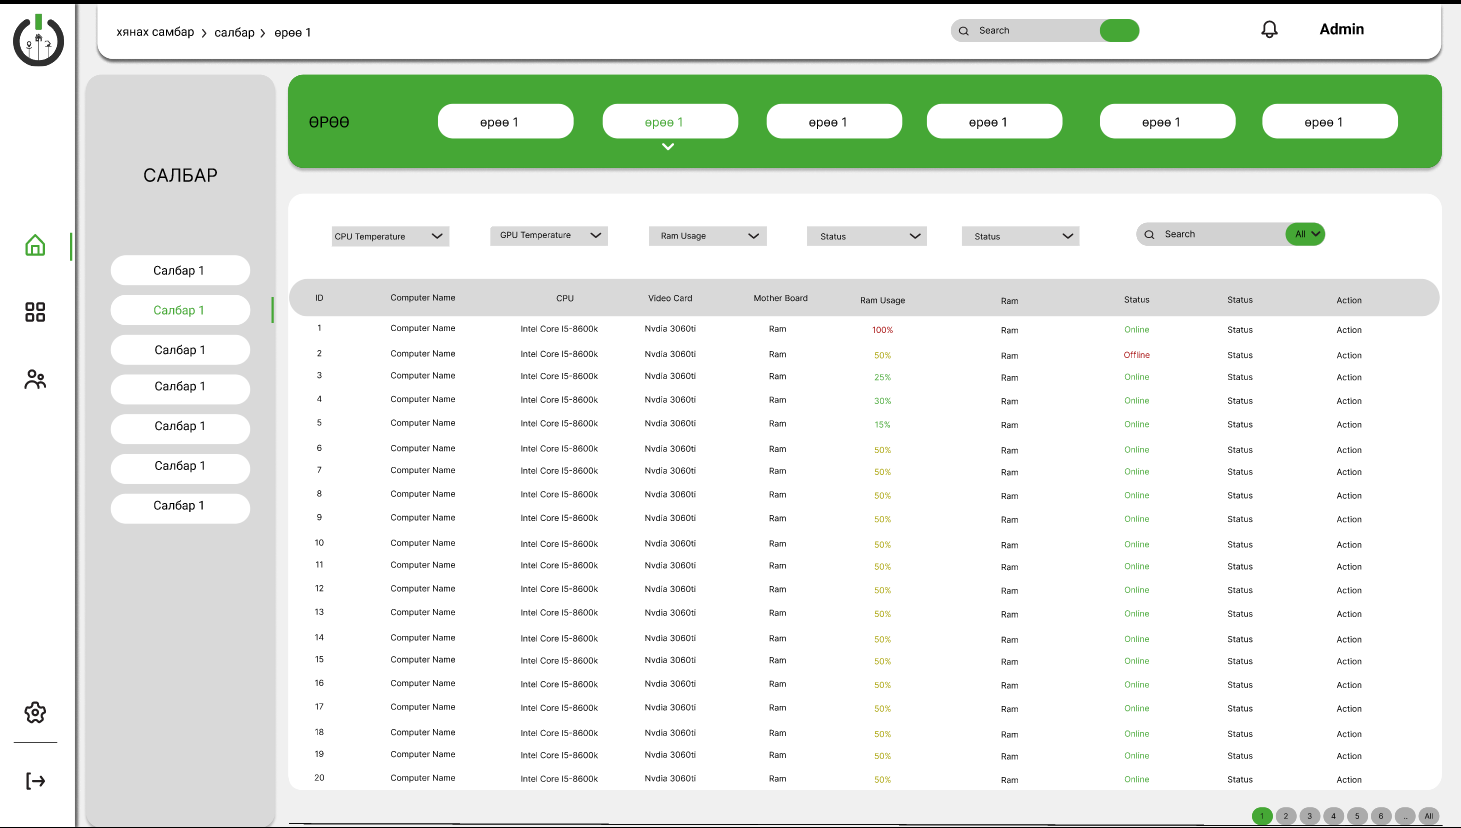 хянах самбар > салбар > өрөө 1
Search
Admin
САЛБАР
Салбар 1
Салбар 1
Салбар 1
Салбар 1
Салбар 1
Салбар 1
Салбар 1
ӨРӨӨ өрөө 1 өрөө 1 өрөө 1 өрөө 1 өрөө 1 өрөө 1
CPU Temperature GPU Temperature Ram Usage Status Status Search All
ID Computer Name CPU Video Card Mother Board Ram Usage Ram Status Status Action
1 Computer Name Intel Core I5-8600k Nvdia 3060ti Ram 100% Ram Online Status Action
2 Computer Name Intel Core I5-8600k Nvdia 3060ti Ram 50% Ram Offline Status Action
3 Computer Name Intel Core I5-8600k Nvdia 3060ti Ram 25% Ram Online Status Action
4 Computer Name Intel Core I5-8600k Nvdia 3060ti Ram 30% Ram Online Status Action
5 Computer Name Intel Core I5-8600k Nvdia 3060ti Ram 15% Ram Online Status Action
6 Computer Name Intel Core I5-8600k Nvdia 3060ti Ram 50% Ram Online Status Action
7 Computer Name Intel Core I5-8600k Nvdia 3060ti Ram 50% Ram Online Status Action
8 Computer Name Intel Core I5-8600k Nvdia 3060ti Ram 50% Ram Online Status Action
9 Computer Name Intel Core I5-8600k Nvdia 3060ti Ram 50% Ram Online Status Action
10 Computer Name Intel Core I5-8600k Nvdia 3060ti Ram 50% Ram Online Status Action
11 Computer Name Intel Core I5-8600k Nvdia 3060ti Ram 50% Ram Online Status Action
12 Computer Name Intel Core I5-8600k Nvdia 3060ti Ram 50% Ram Online Status Action
13 Computer Name Intel Core I5-8600k Nvdia 3060ti Ram 50% Ram Online Status Action
14 Computer Name Intel Core I5-8600k Nvdia 3060ti Ram 50% Ram Online Status Action
15 Computer Name Intel Core I5-8600k Nvdia 3060ti Ram 50% Ram Online Status Action
16 Computer Name Intel Core I5-8600k Nvdia 3060ti Ram 50% Ram Online Status Action
17 Computer Name Intel Core I5-8600k Nvdia 3060ti Ram 50% Ram Online Status Action
18 Computer Name Intel Core I5-8600k Nvdia 3060ti Ram 50% Ram Online Status Action
19 Computer Name Intel Core I5-8600k Nvdia 3060ti Ram 50% Ram Online Status Action
20 Computer Name Intel Core I5-8600k Nvdia 3060ti Ram 50% Ram Online Status Action
1 2 3 4 5 6 .. All